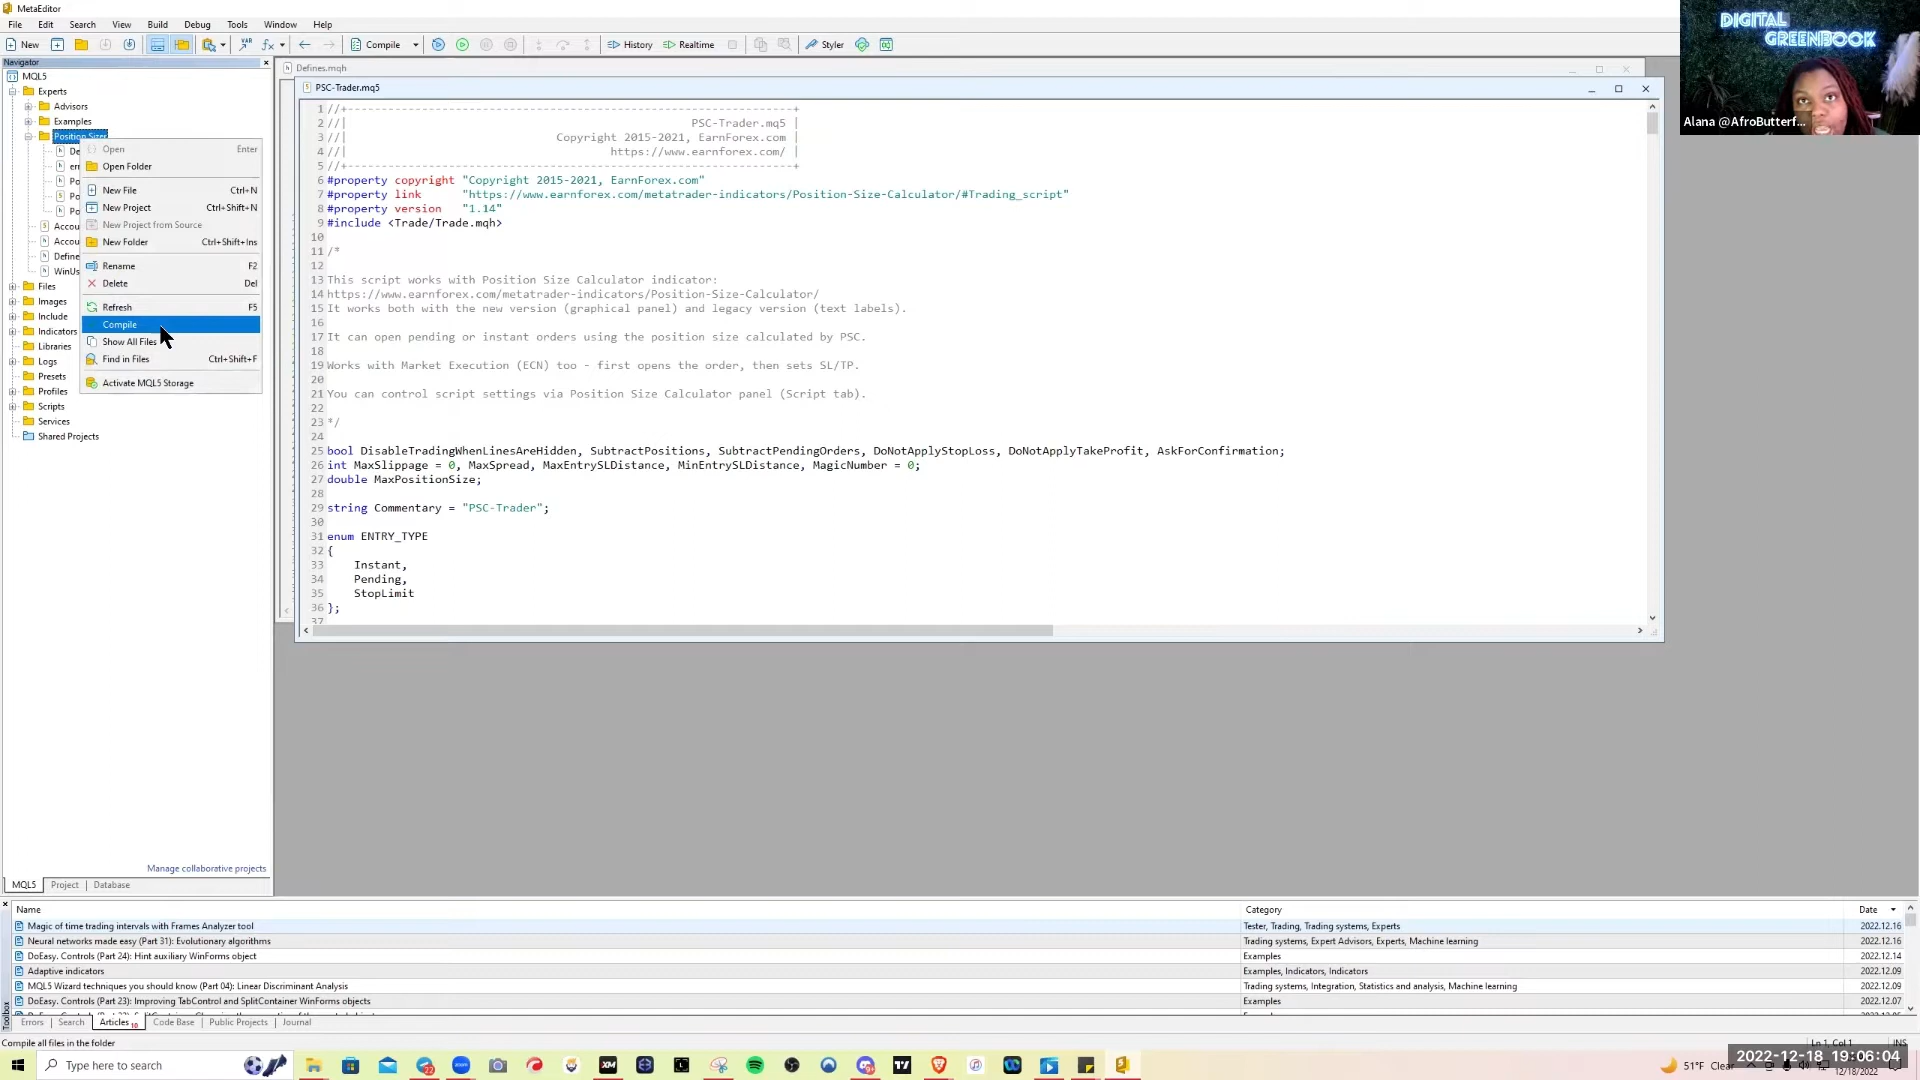 MetaEditor
File Edit Search View Build Debug Tools Window Help
New Compile History Realtime Styler
Navigator
MQL5
Experts
Advisors
Examples
Position Sizer
Files
Images
Include
Indicators
Libraries
Logs
Presets
Profiles
Scripts
Services
Shared Projects
Open Enter
Open Folder
New File Ctrl+N
New Project Ctrl+Shift+N
New Project from Source
New Folder Ctrl+Shift+Ins
Rename F2
Delete Del
Refresh F5
Compile
Show All Files
Find in Files Ctrl+Shift+F
Activate MQL5 Storage
Manage collaborative projects
MQL5 Project Database
Defines.mqh
PSC-Trader.mq5
1 //+------------------------------------------------------------------+
2 //| PSC-Trader.mq5 |
3 //| Copyright 2015-2021, EarnForex.com |
4 //| https://www.earnforex.com/ |
5 //+------------------------------------------------------------------+
6 #property copyright "Copyright 2015-2021, EarnForex.com"
7 #property link "https://www.earnforex.com/metatrader-indicators/Position-Size-Calculator/#Trading_script"
8 #property version "1.14"
9 #include <Trade/Trade.mqh>
10
11 /*
12
13 This script works with Position Size Calculator indicator:
14 https://www.earnforex.com/metatrader-indicators/Position-Size-Calculator/
15 It works both with the new version (graphical panel) and legacy version (text labels).
16
17 It can open pending or instant orders using the position size calculated by PSC.
18
19 Works with Market Execution (ECN) too - first opens the order, then sets SL/TP.
20
21 You can control script settings via Position Size Calculator panel (Script tab).
22
23 */
24
25 bool DisableTradingWhenLinesAreHidden, SubtractPositions, SubtractPendingOrders, DoNotApplyStopLoss, DoNotApplyTakeProfit, AskForConfirmation;
26 int MaxSlippage = 0, MaxSpread, MaxEntrySLDistance, MinEntrySLDistance, MagicNumber = 0;
27 double MaxPositionSize;
28
29 string Commentary = "PSC-Trader";
30
31 enum ENTRY_TYPE
32 {
33 Instant,
34 Pending,
35 StopLimit
36 };
37
DIGITAL
GREENBOOK
Alana @AfroButterf...
Name Category Date
Magic of time trading intervals with Frames Analyzer tool Tester, Trading, Trading systems, Experts 2022.12.16
Neural networks made easy (Part 31): Evolutionary algorithms Trading systems, Expert Advisors, Experts, Machine learning 2022.12.16
DoEasy. Controls (Part 24): Hint auxiliary WinForms object Examples 2022.12.14
Adaptive indicators Examples, Indicators, Indicators 2022.12.09
MQL5 Wizard techniques you should know (Part 04): Linear Discriminant Analysis Trading systems, Integration, Statistics and analysis, Machine learning 2022.12.09
DoEasy. Controls (Part 23): Improving TabControl and SplitContainer WinForms objects Examples 2022.12.07
Toolbox
Errors Search Articles 10 Code Base Public Projects Journal
Compile all files in the folder
Ln 1, Col 1 INS
Type here to search
51°F Clear
2022-12-18 19:06:04
12/18/2022